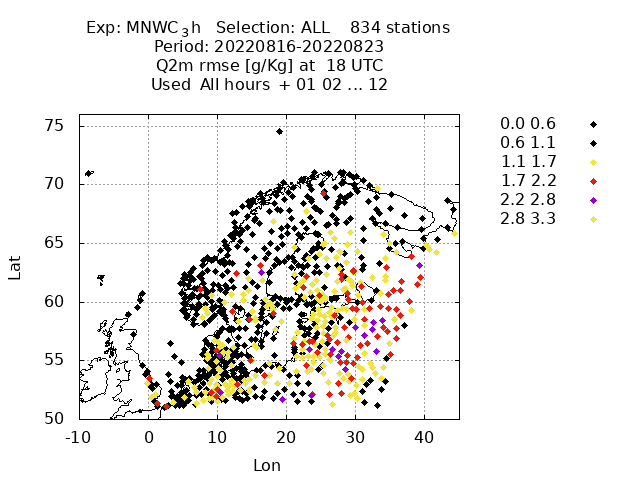 Exp: MNWC3h Selection: ALL 834 stations
Period: 20220816-20220823
Q2m rmse [g/Kg] at 18 UTC
Used All hours + 01 02 ... 12
0.0 0.6
0.6 1.1
1.1 1.7
1.7 2.2
2.2 2.8
2.8 3.3
75
70
65
60
55
50
Lat
-10 0 10 20 30 40
Lon